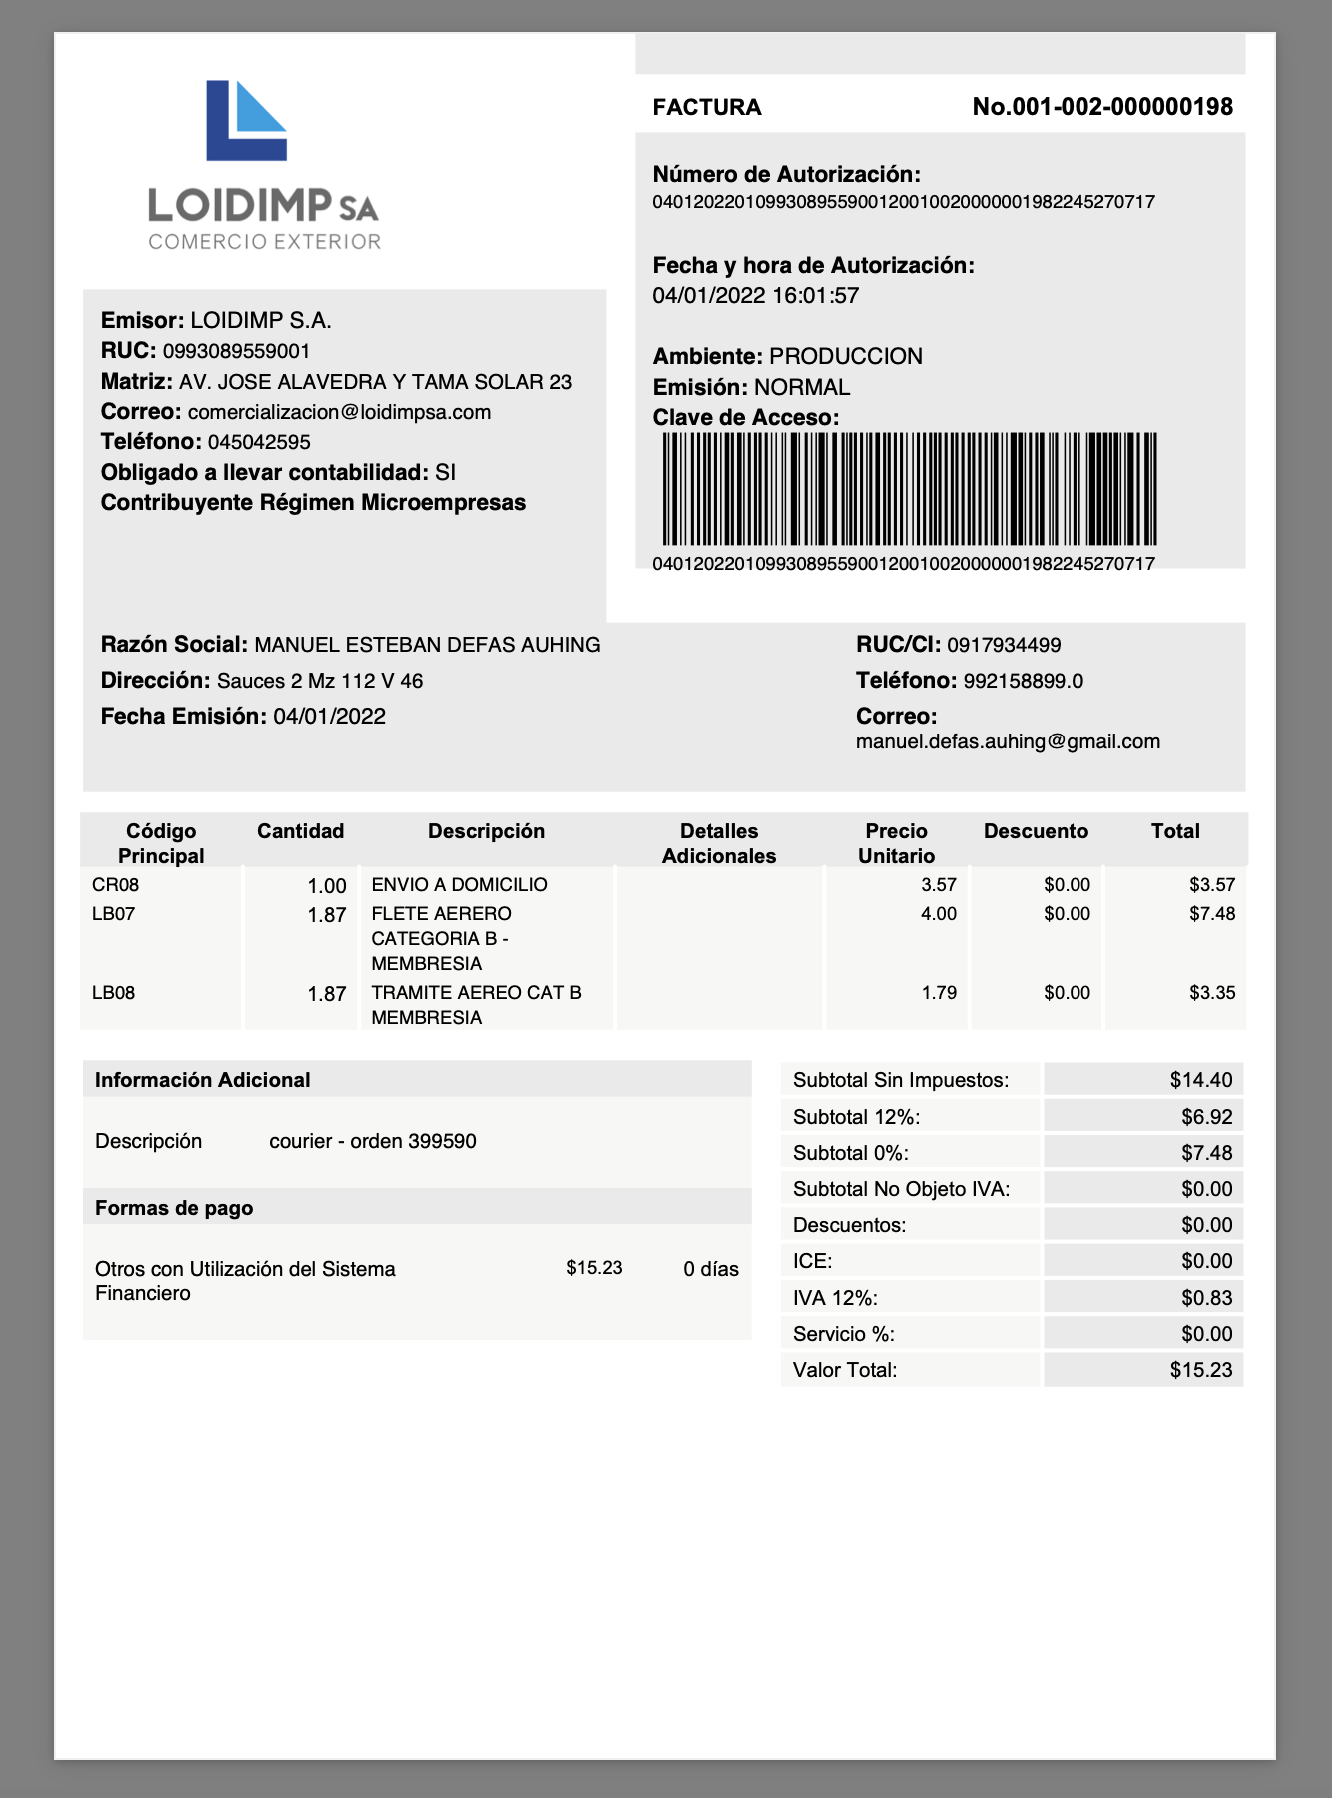 LOIDIMP SA
COMERCIO EXTERIOR
FACTURA No.001-002-000000198
Número de Autorización:
0401202201099308955900120010020000001982245270717
Fecha y hora de Autorización:
04/01/2022 16:01:57
Ambiente: PRODUCCION
Emisión: NORMAL
Clave de Acceso:
0401202201099308955900120010020000001982245270717
Emisor: LOIDIMP S.A.
RUC: 0993089559001
Matriz: AV. JOSE ALAVEDRA Y TAMA SOLAR 23
Correo: comercializacion@loidimpsa.com
Teléfono: 045042595
Obligado a llevar contabilidad: SI
Contribuyente Régimen Microempresas
Razón Social: MANUEL ESTEBAN DEFAS AUHING
Dirección: Sauces 2 Mz 112 V 46
Fecha Emisión: 04/01/2022
RUC/CI: 0917934499
Teléfono: 992158899.0
Correo:
manuel.defas.auhing@gmail.com
Código Cantidad Descripción Detalles Precio Descuento Total
Principal Adicionales Unitario
CR08 1.00 ENVIO A DOMICILIO 3.57 $0.00 $3.57
LB07 1.87 FLETE AERERO 4.00 $0.00 $7.48
CATEGORIA B -
MEMBRESIA
LB08 1.87 TRAMITE AEREO CAT B 1.79 $0.00 $3.35
MEMBRESIA
Información Adicional
Descripción courier - orden 399590
Formas de pago
Otros con Utilización del Sistema $15.23 0 días
Financiero
Subtotal Sin Impuestos: $14.40
Subtotal 12%: $6.92
Subtotal 0%: $7.48
Subtotal No Objeto IVA: $0.00
Descuentos: $0.00
ICE: $0.00
IVA 12%: $0.83
Servicio %: $0.00
Valor Total: $15.23